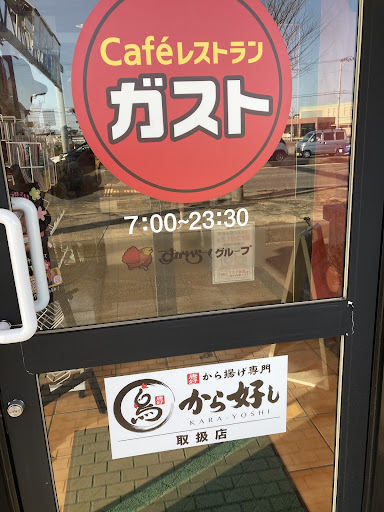 Caféレストラン
ガスト
7:00~23:30
すかいらーくグループ
から揚げ専門
から好し
KARA-YOSHI
取扱店